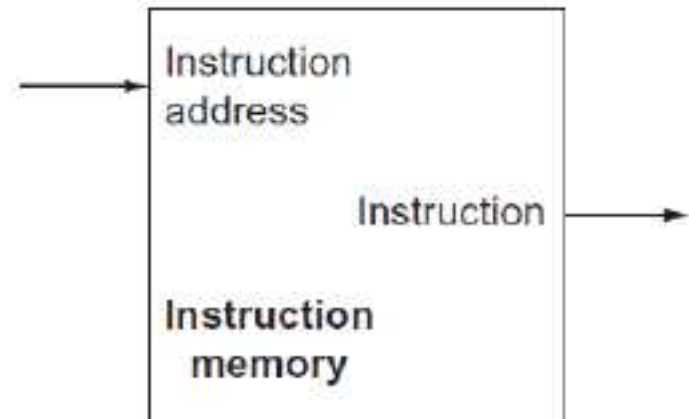 Instruction
address
Instruction
Instruction
memory